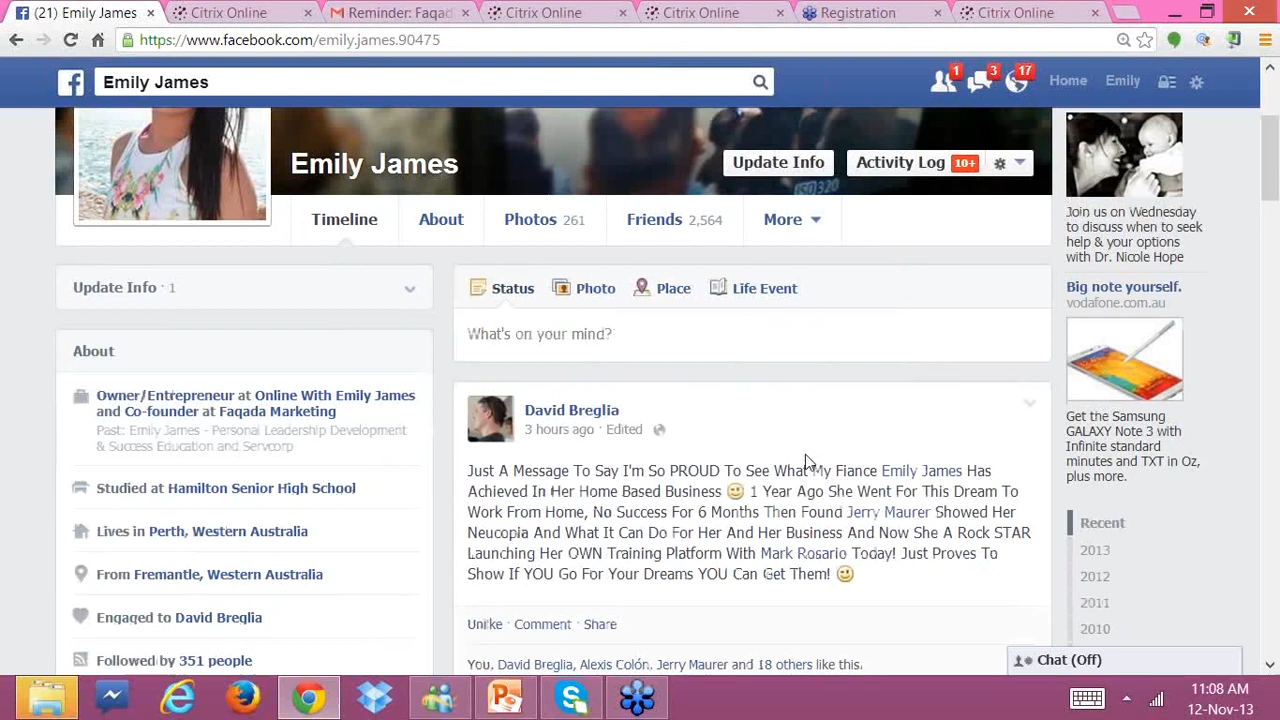 (21) Emily James
Citrix Online
Reminder: Faqad
Citrix Online
Citrix Online
Registration
Citrix Online
https://www.facebook.com/emily.james.90475
Emily James
1
3
17
Home
Emily
Emily James
Update Info
Activity Log 10+
ISO 320
Timeline
About
Photos 261
Friends 2,564
More
Join us on Wednesday
to discuss when to seek
help & your options
with Dr. Nicole Hope
Update Info · 1
Status
Photo
Place
Life Event
What's on your mind?
Big note yourself.
vodafone.com.au
Get the Samsung
GALAXY Note 3 with
Infinite standard
minutes and TXT in Oz,
plus more.
About
Owner/Entrepreneur at Online With Emily James
and Co-founder at Faqada Marketing
Past: Emily James - Personal Leadership Development
& Success Education and Servcorp
Studied at Hamilton Senior High School
Lives in Perth, Western Australia
From Fremantle, Western Australia
Engaged to David Breglia
Followed by 351 people
David Breglia
3 hours ago · Edited
Just A Message To Say I'm So PROUD To See What My Fiance Emily James Has
Achieved In Her Home Based Business 1 Year Ago She Went For This Dream To
Work From Home, No Success For 6 Months Then Found Jerry Maurer Showed Her
Neucopia And What It Can Do For Her And Her Business And Now She A Rock STAR
Launching Her OWN Training Platform With Mark Rosario Today! Just Proves To
Show If YOU Go For Your Dreams YOU Can Get Them!
Unlike · Comment · Share
You, David Breglia, Alexis Colón, Jerry Maurer and 18 others like this.
Recent
2013
2012
2011
2010
Chat (Off)
11:08 AM
12-Nov-13